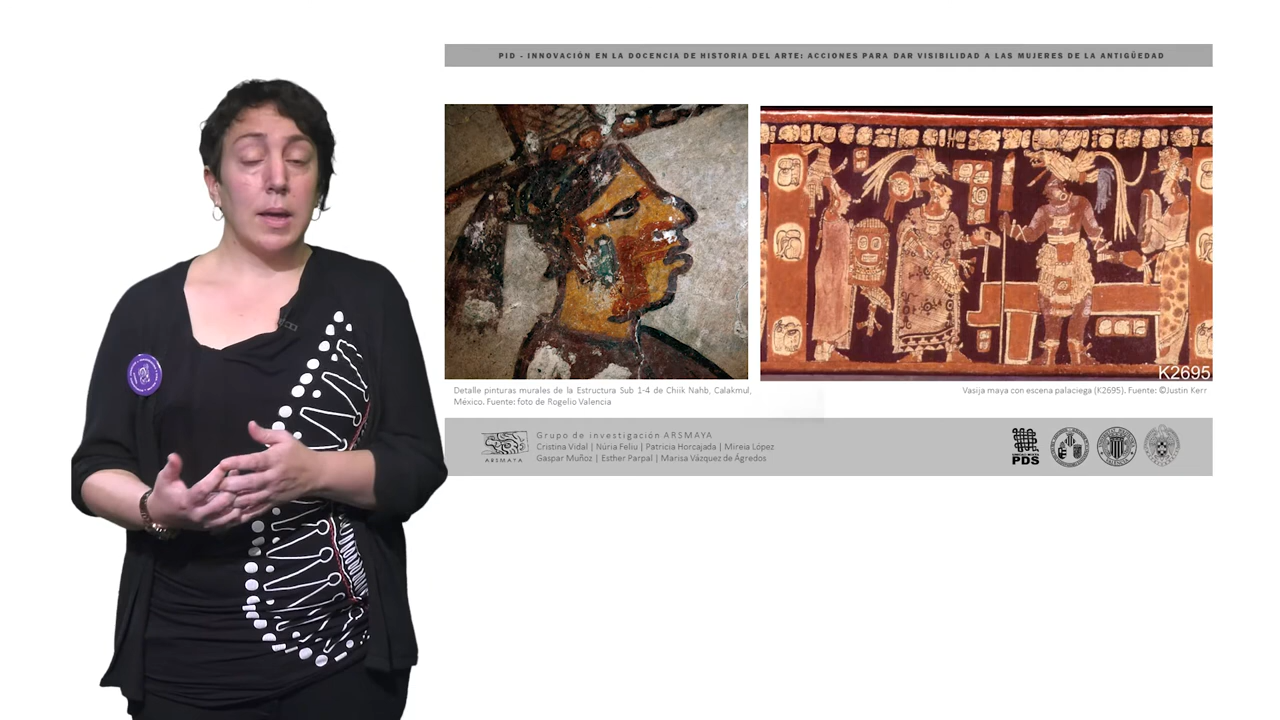 PID - INNOVACIÓN EN LA DOCENCIA DE HISTORIA DEL ARTE: ACCIONES PARA DAR VISIBILIDAD A LAS MUJERES DE LA ANTIGÜEDAD
K2695
Detalle pinturas murales de la Estructura Sub 1-4 de Chiik Nahb, Calakmul,
México. Fuente: foto de Rogelio Valencia
Vasija maya con escena palaciega (K2695). Fuente: ©Justin Kerr
ARSMAYA
Grupo de investigación ARSMAYA
Cristina Vidal | Núria Feliu | Patricia Horcajada | Mireia López
Gaspar Muñoz | Esther Parpal | Marisa Vázquez de Ágredos
PDS